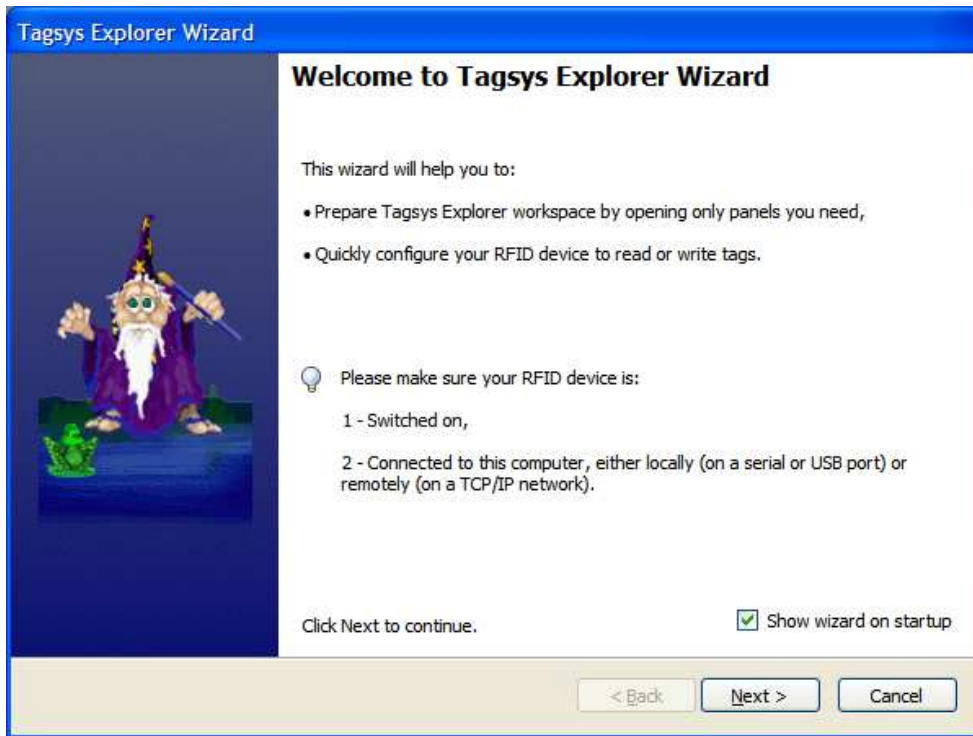 Tagsys Explorer Wizard
Welcome to Tagsys Explorer Wizard
This wizard will help you to:
• Prepare Tagsys Explorer workspace by opening only panels you need,
• Quickly configure your RFID device to read or write tags.
Please make sure your RFID device is:
1 - Switched on,
2 - Connected to this computer, either locally (on a serial or USB port) or
remotely (on a TCP/IP network).
Click Next to continue.
Show wizard on startup
< Back
Next >
Cancel